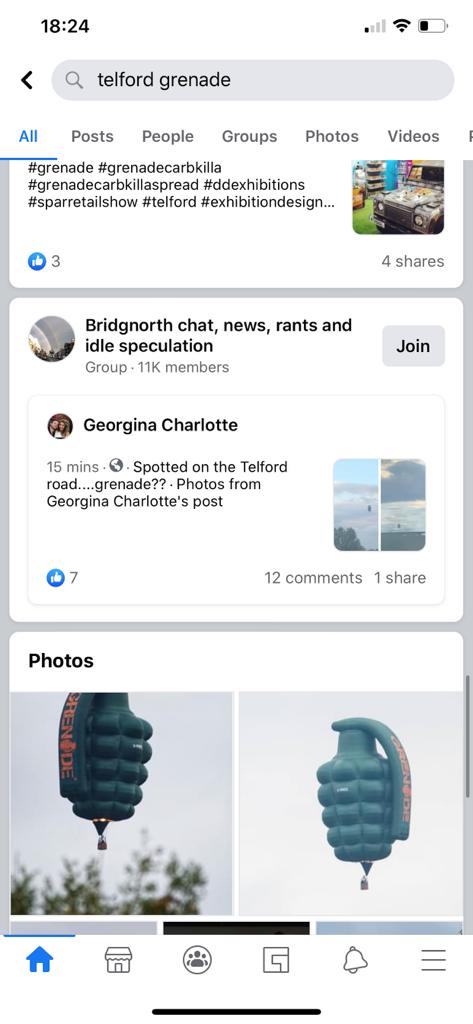 18:24
telford grenade
All Posts People Groups Photos Videos
#grenade #grenadecarbkilla
#grenadecarbkillaspread #ddexhibitions
#sparretailshow #telford #exhibitiondesign...
3 4 shares
Bridgnorth chat, news, rants and
idle speculation
Group · 11K members
Join
Georgina Charlotte
15 mins · · Spotted on the Telford
road....grenade?? · Photos from
Georgina Charlotte's post
7 12 comments 1 share
Photos
GRENADE
GRENADE